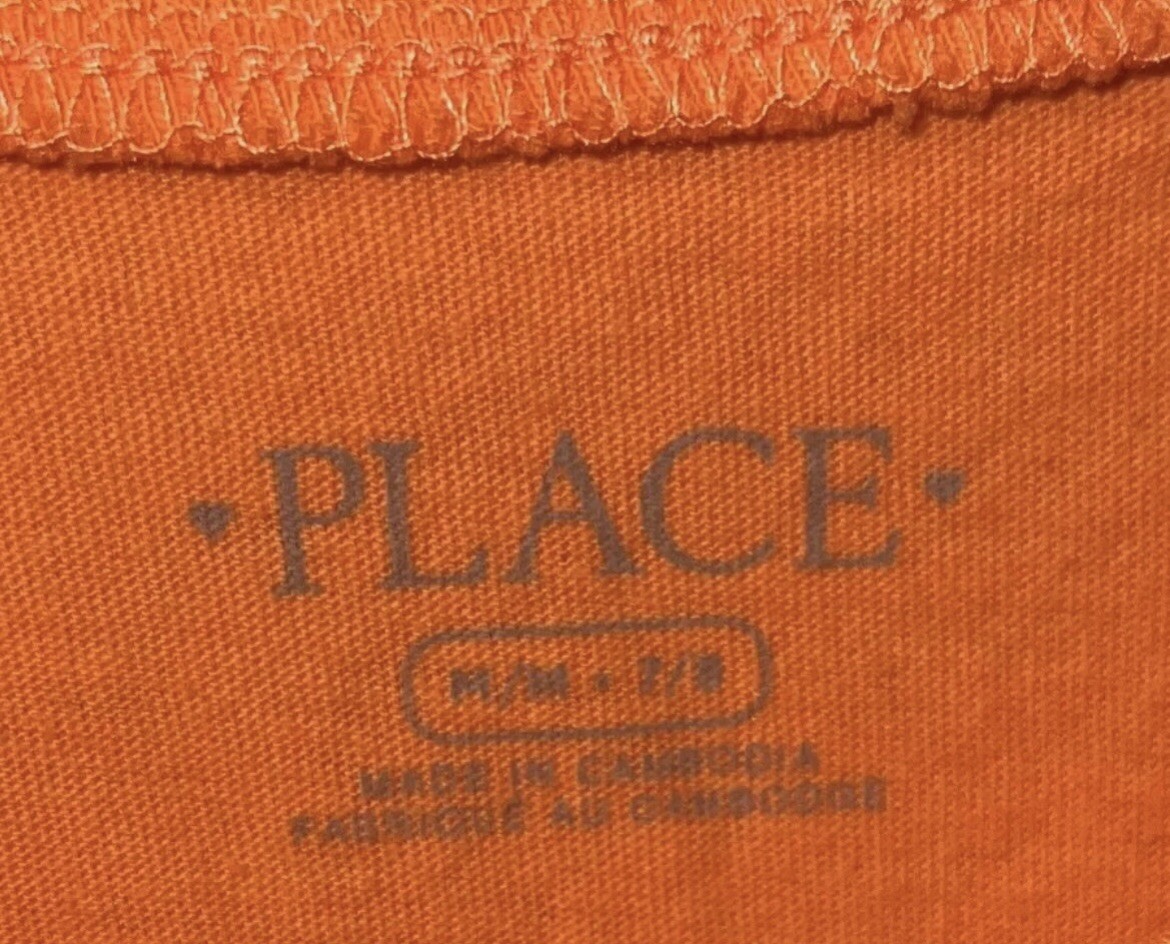 PLACE
M/M • 7/8
MADE IN CAMBODIA
FABRIQUÉ AU CAMBODGE